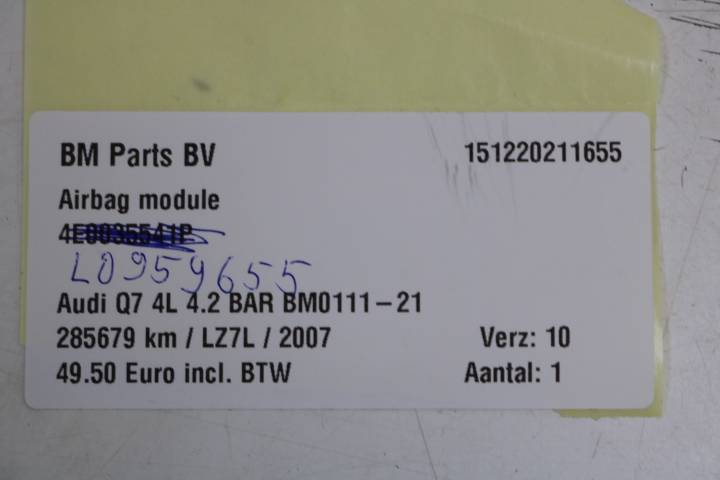 BM Parts BV 151220211655
Airbag module
4E0035541P
L0959655
Audi Q7 4L 4.2 BAR BM0111-21
285679 km / LZ7L / 2007 Verz: 10
49.50 Euro incl. BTW Aantal: 1